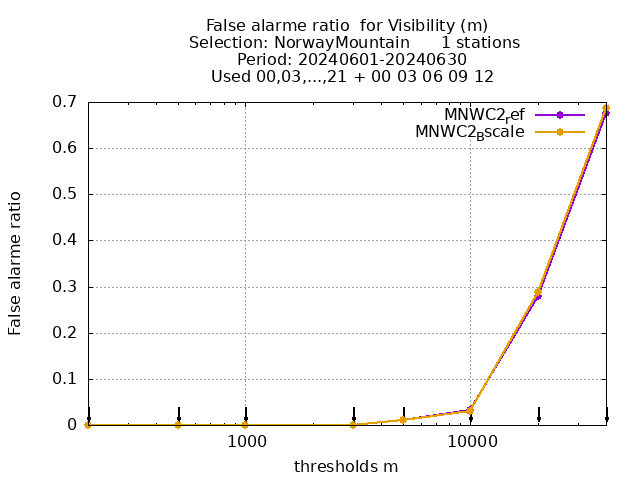 False alarme ratio  for Visibility (m)
Selection: NorwayMountain      1 stations
Period: 20240601-20240630
Used 00,03,...,21 + 00 03 06 09 12
MNWC2ref
MNWC2Bscale
0.7
0.6
0.5
0.4
0.3
0.2
0.1
0
False alarme ratio
1000
10000
thresholds m